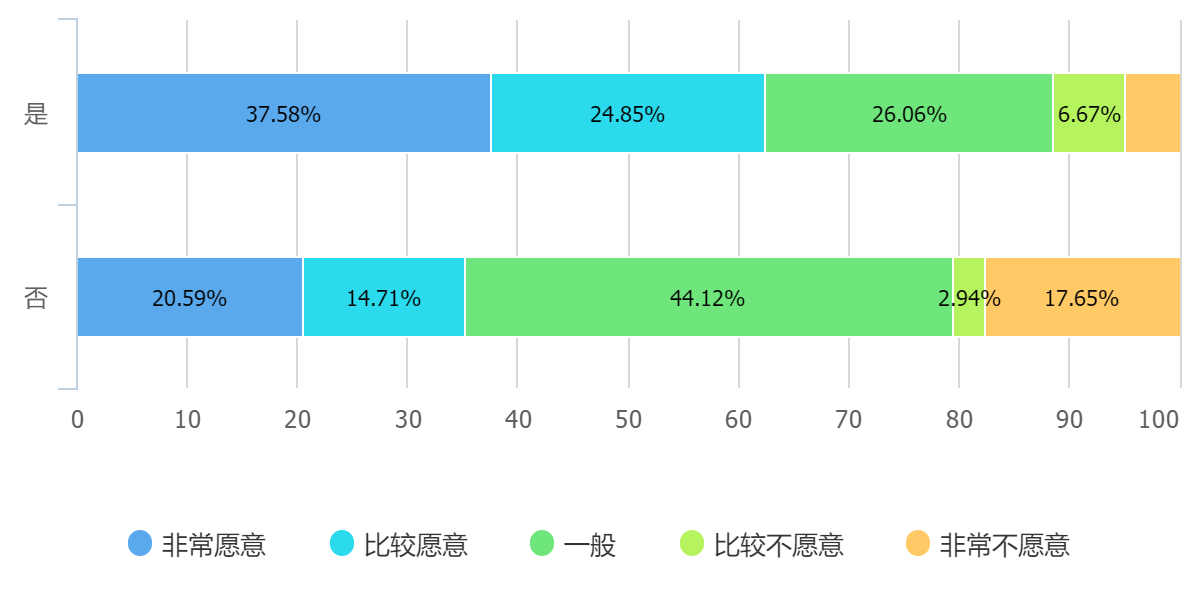 是 37.58% 24.85% 26.06% 6.67%
否 20.59% 14.71% 44.12% 2.94% 17.65%
0 10 20 30 40 50 60 70 80 90 100
非常愿意 比较愿意 一般 比较不愿意 非常不愿意